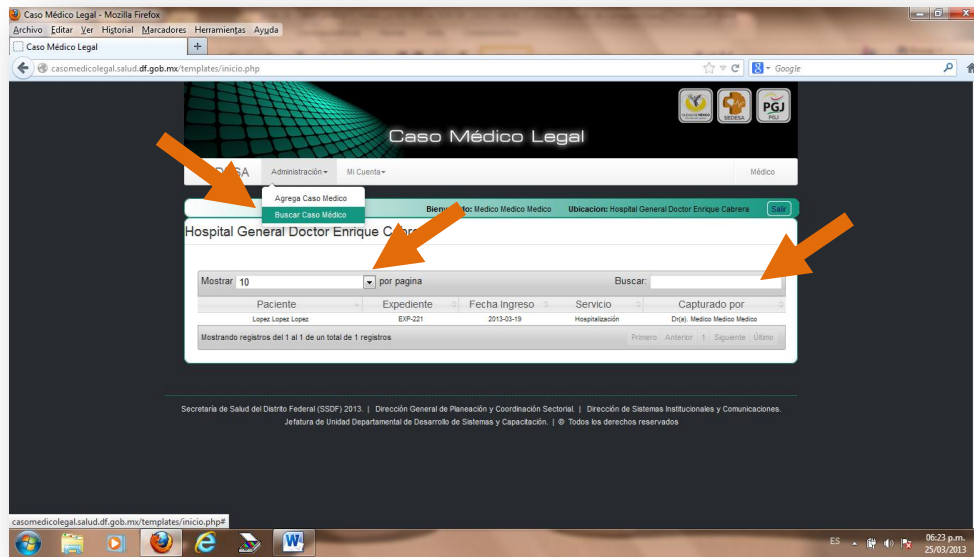 Caso Médico Legal - Mozilla Firefox
Archivo Editar Ver Historial Marcadores Herramientas Ayuda
Caso Médico Legal +
casomedicolegal.salud.df.gob.mx/templates/inicio.php Google
Caso Médico Legal
SEDESA PGJ
PGJ
SA Administración Mi Cuenta Médico
Agrega Caso Medico
Buscar Caso Médico
do: Medico Medico Medico Ubicacion: Hospital General Doctor Enrique Cabrera Salir
Hospital General Doctor Enrique
Mostrar 10 por pagina Buscar:
Paciente Expediente Fecha Ingreso Servicio Capturado por
Lopez Lopez Lopez EXP-221 2013-03-19 Hospitalización Dr(a). Medico Medico Medico
Mostrando registros del 1 al 1 de un total de 1 registros Primero Anterior 1 Siguiente Último
Secretaría de Salud del Distrito Federal (SSDF) 2013. | Dirección General de Planeación y Coordinación Sectorial. | Dirección de Sistemas Institucionales y Comunicaciones.
Jefatura de Unidad Departamental de Desarrollo de Sistemas y Capacitación. | © Todos los derechos reservados
casomedicolegal.salud.df.gob.mx/templates/inicio.php#
ES 06:23 p.m.
25/03/2013